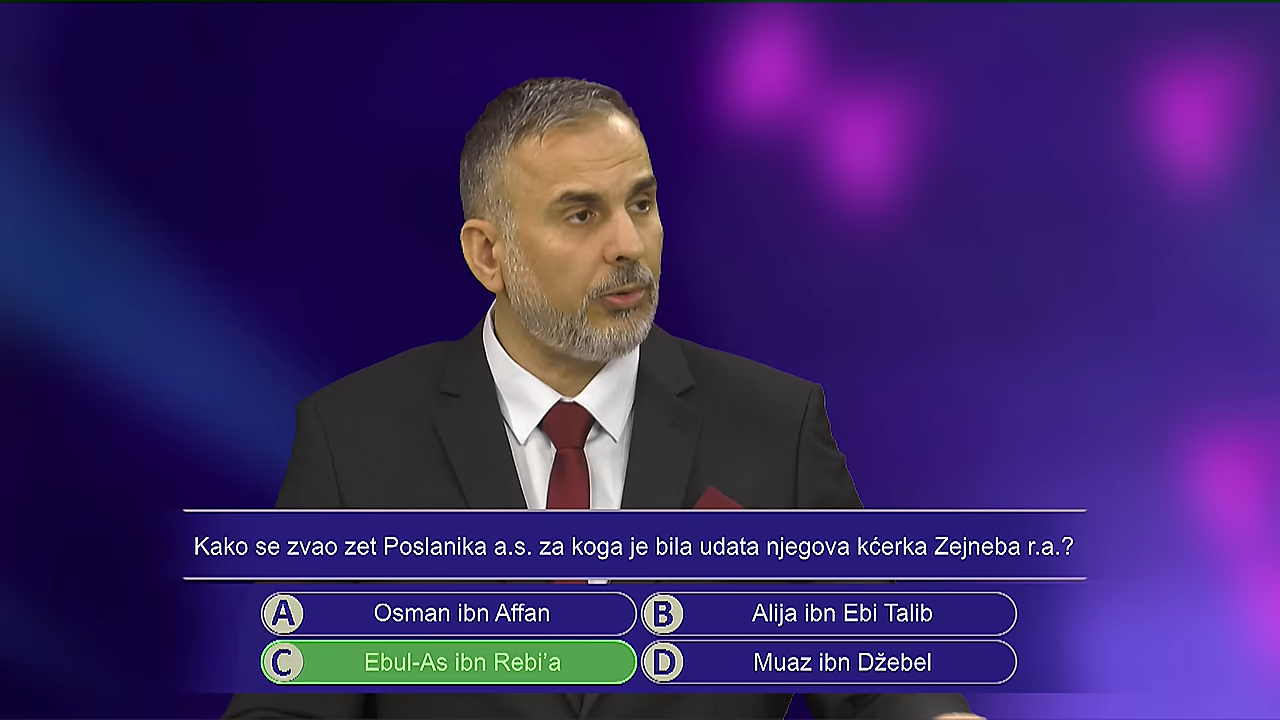 Kako se zvao zet Poslanika a.s. za koga je bila udata njegova kćerka Zejneba r.a.?
A Osman ibn Affan
B Alija ibn Ebi Talib
C Ebul-As ibn Rebi’a
D Muaz ibn Džebel